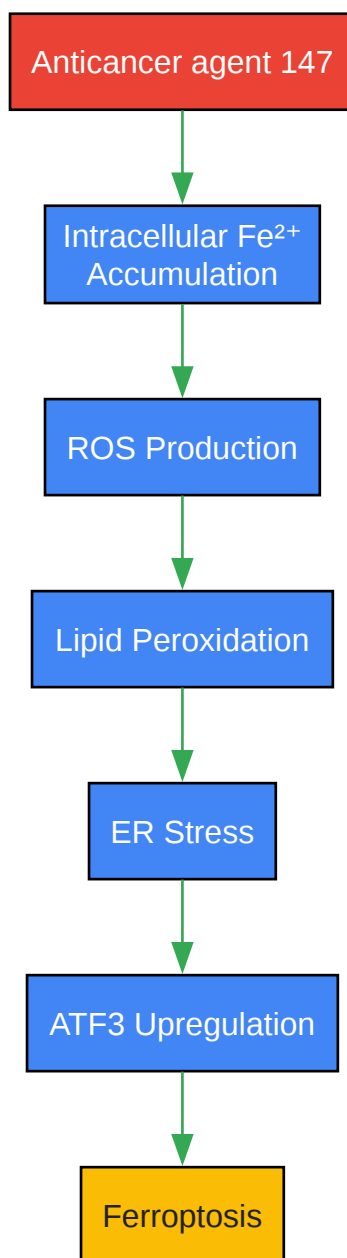 Anticancer agent 147
Intracellular Fe²⁺
Accumulation
ROS Production
Lipid Peroxidation
ER Stress
ATF3 Upregulation
Ferroptosis